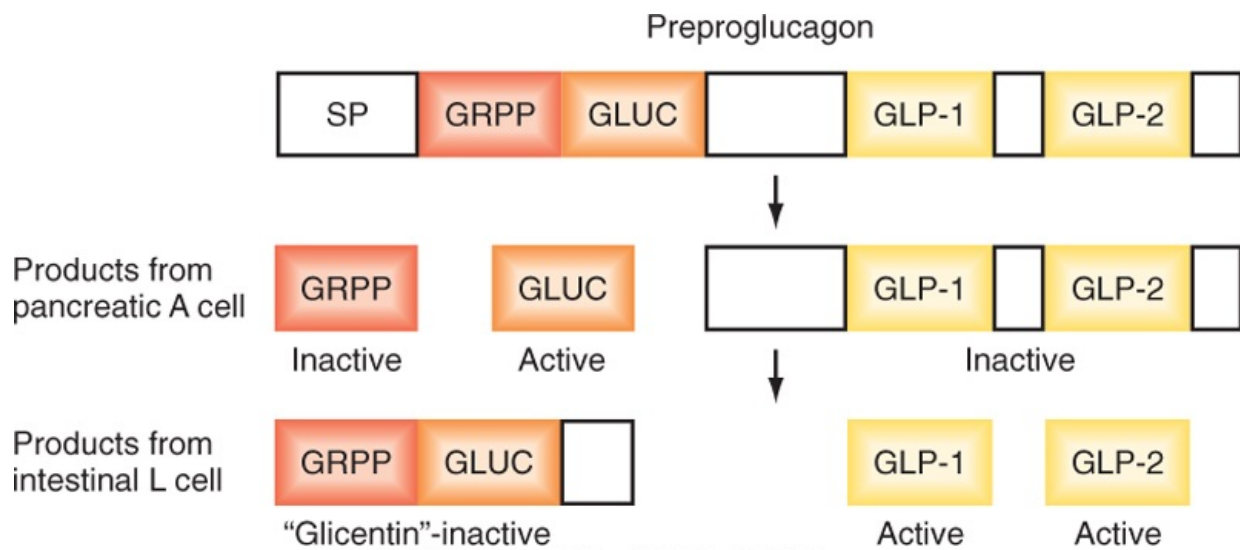 Preproglucagon
SP GRPP GLUC GLP-1 GLP-2
Products from
pancreatic A cell
GRPP GLUC GLP-1 GLP-2
Inactive Active Inactive
Products from
intestinal L cell
GRPP GLUC GLP-1 GLP-2
“Glicentin”-inactive Active Active